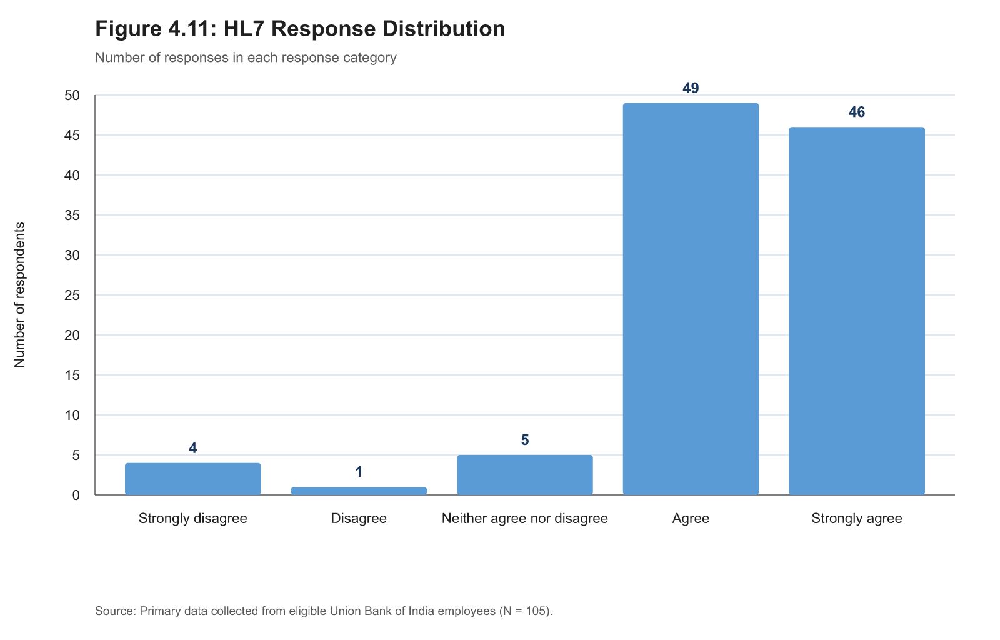 Figure 4.11: HL7 Response Distribution
Number of responses in each response category
49
50
46
45
40
35
30
25
20
15
10
5
0
Number of respondents
4
1
5
Strongly disagree
Disagree
Neither agree nor disagree
Agree
Strongly agree
Source: Primary data collected from eligible Union Bank of India employees (N = 105).